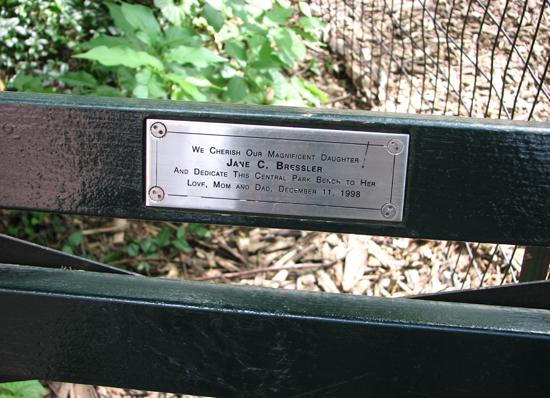 We Cherish Our Magnificent Daughter
Jane C. Bressler
And Dedicate This Central Park Bench to Her
Love, Mom and Dad, December 11, 1998